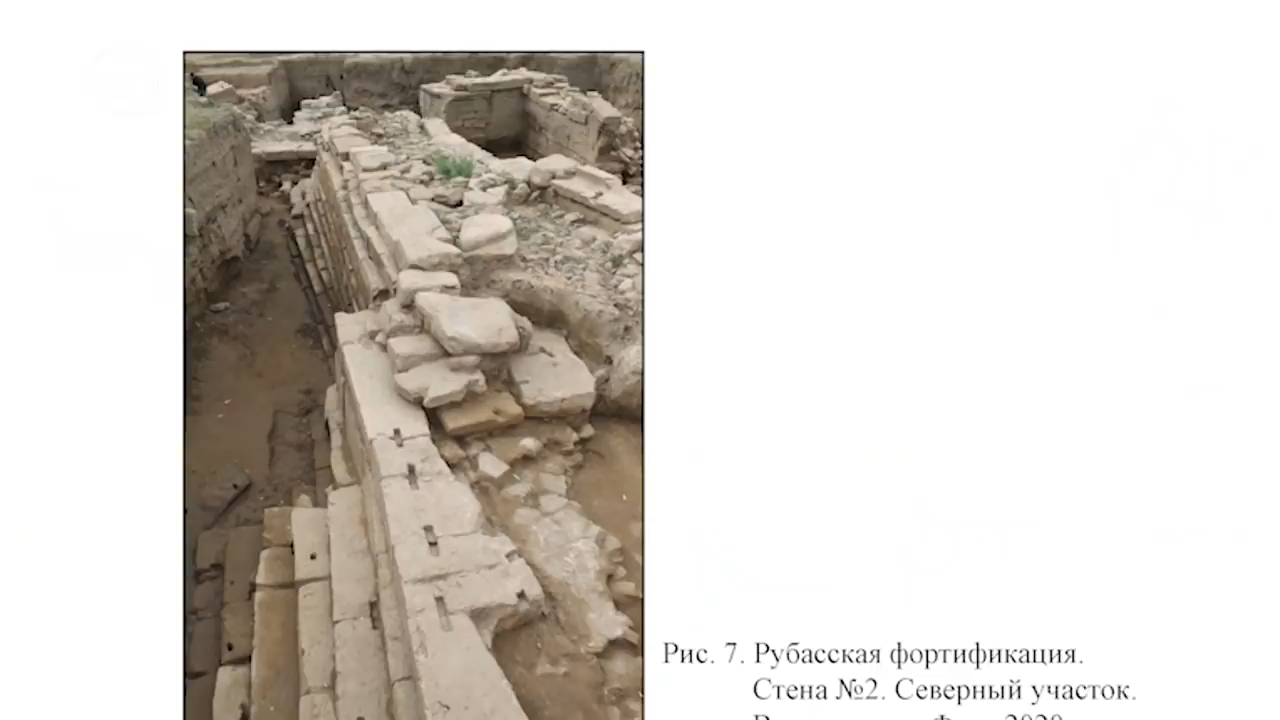 Рис. 7. Рубасская фортификация.
Стена №2. Северный участок.